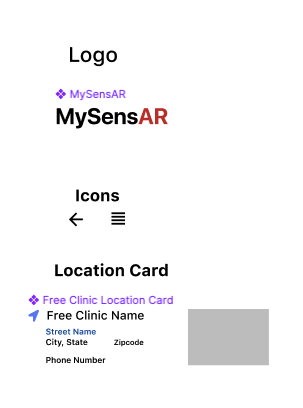 Logo
MySensAR
MySensAR
Icons
Location Card
Free Clinic Location Card
Free Clinic Name
Street Name
City, State Zipcode
Phone Number